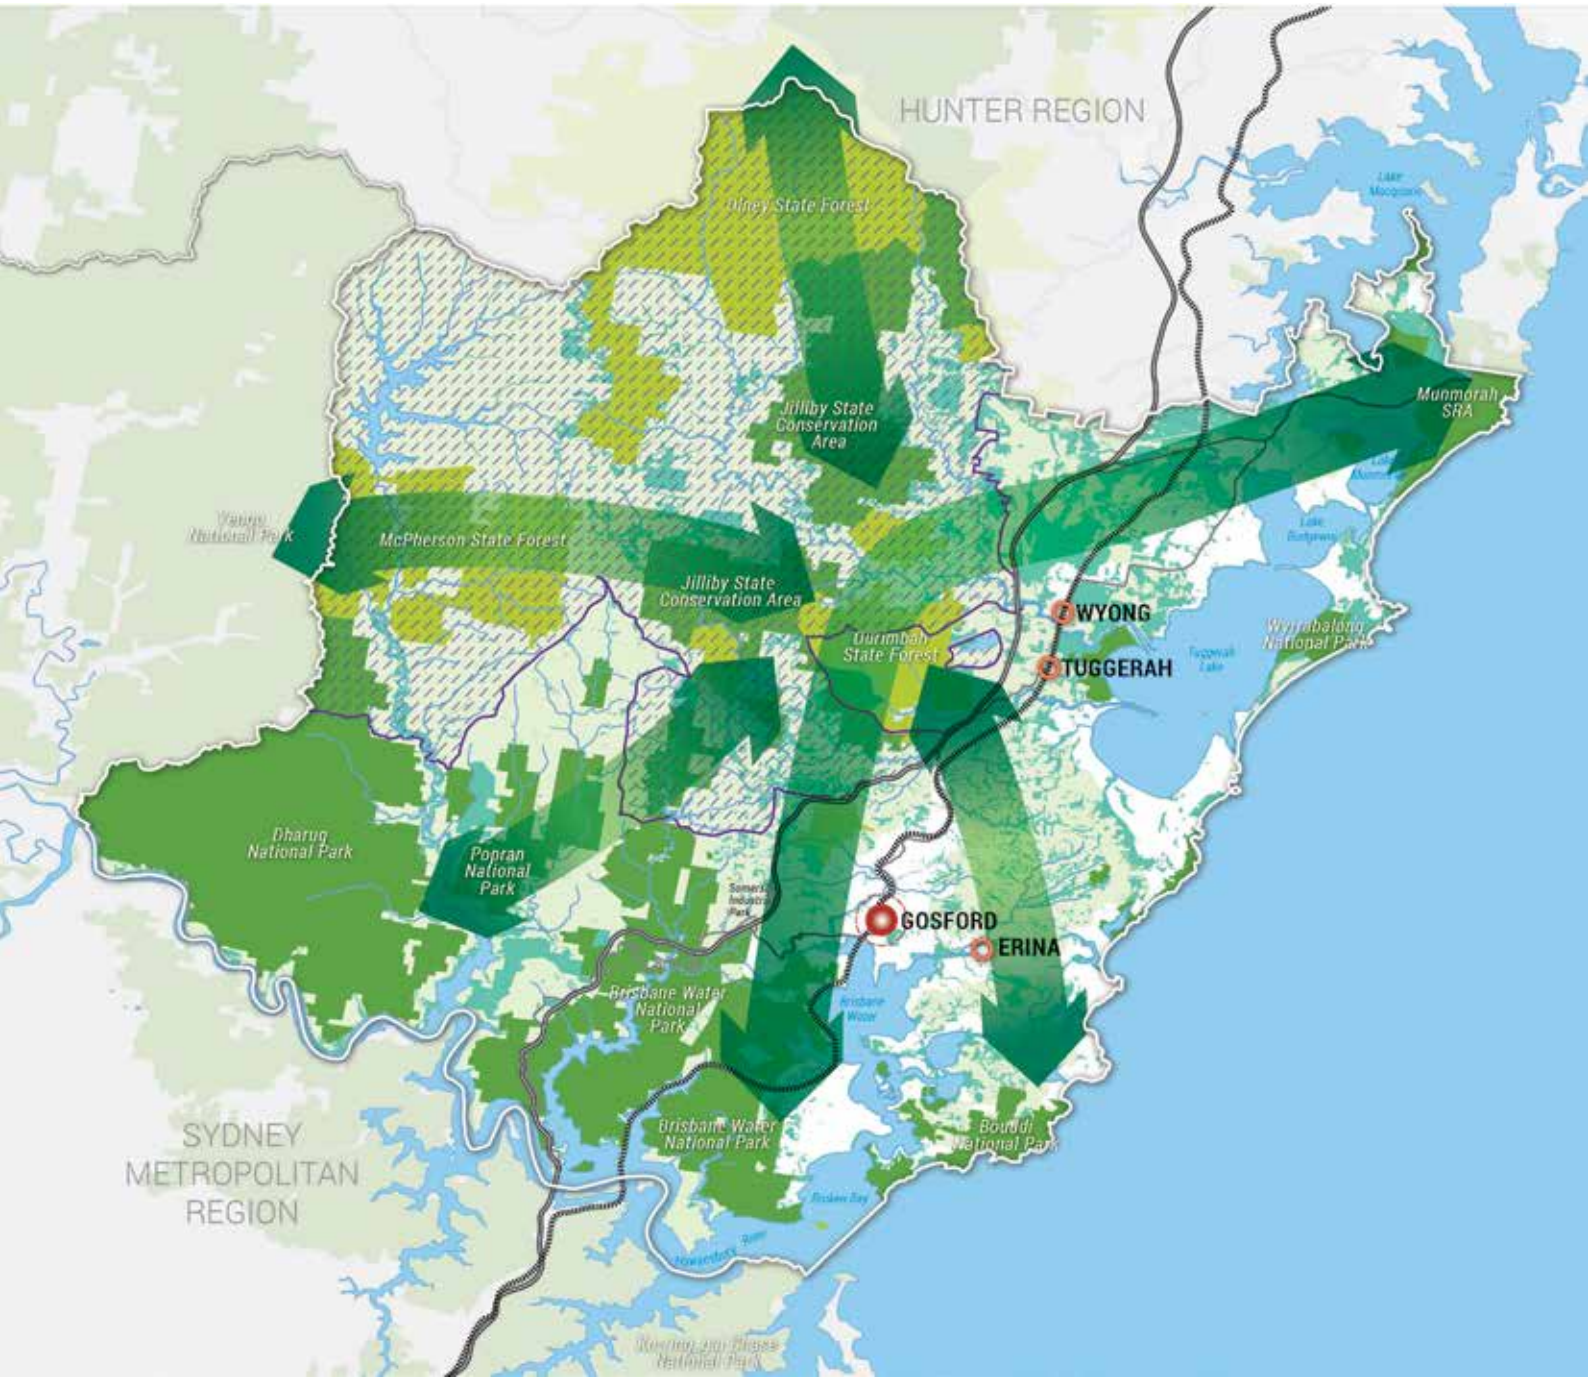 HUNTER REGION
Lake
Macquarie
Olney State Forest
Munmorah
SRA
Jilliby State
Conservation
Area
Lake
Yengo
National Park
McPherson State Forest
Lake
Budgewoi
Jilliby State
Conservation Area
WYONG
Wyrrabalong
National Park
Ourimbah
State Forest
Tuggerah
Lake
TUGGERAH
Dharug
National Park
Popran
National
Park
Somersby
Industrial
Park
GOSFORD
ERINA
Brisbane Water
National
Park
Brisbane
Water
SYDNEY
METROPOLITAN
REGION
Brisbane Water
National Park
Bouddi
National Park
Broken Bay
Hawkesbury River
Ku-ring-gai Chase
National Park